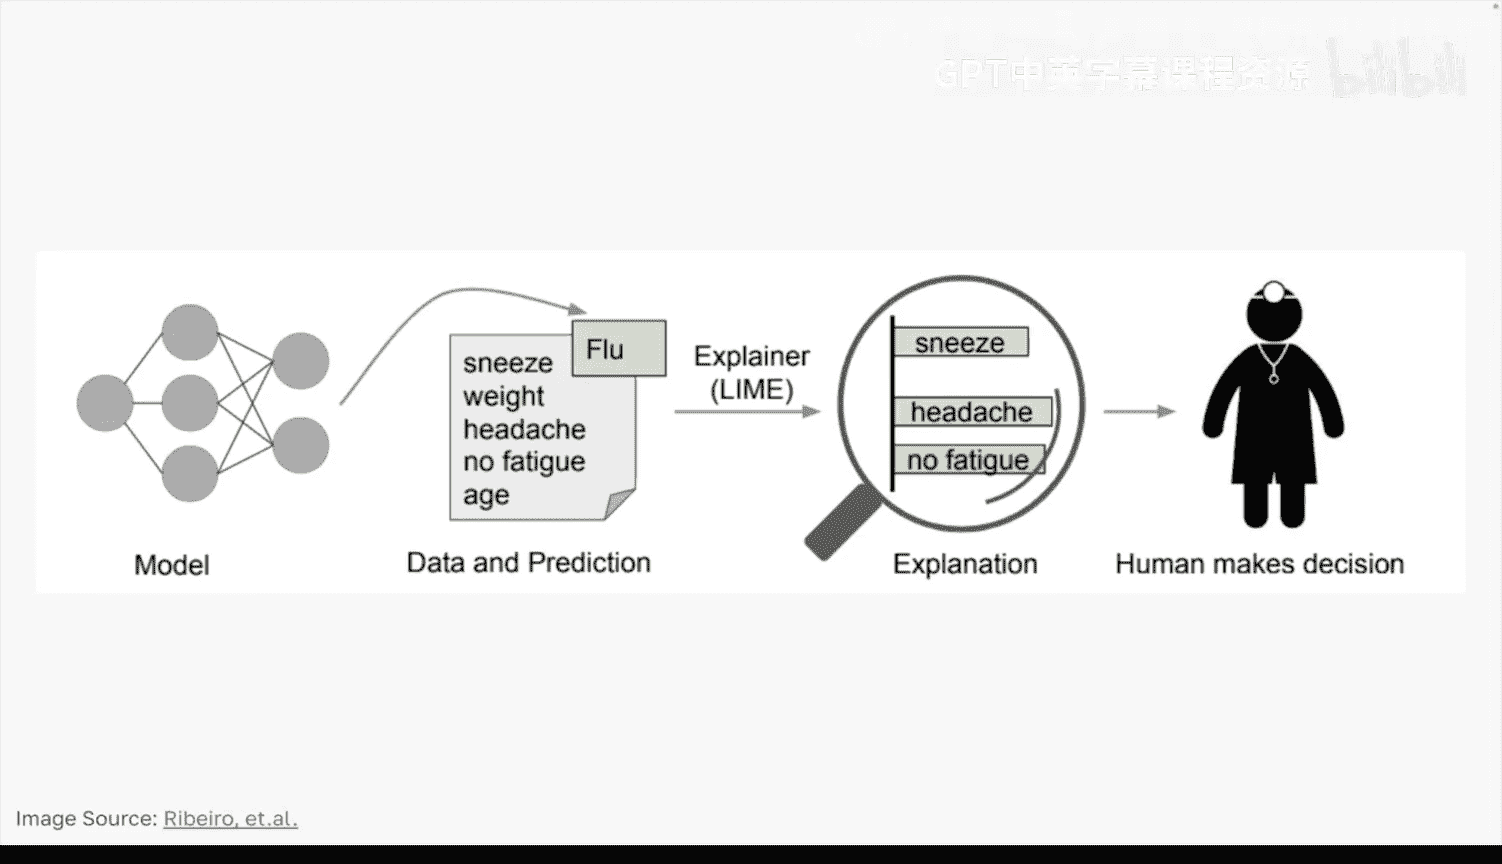 GPT中英字幕课程资源 bilibili
Flu
sneeze
weight
headache
no fatigue
age
Explainer
(LIME)
sneeze
headache
no fatigue
Model
Data and Prediction
Explanation
Human makes decision
Image Source: Ribeiro, et.al.